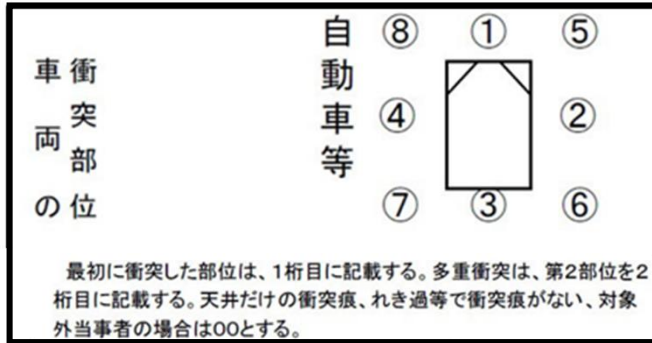 車両の
衝突部位
自動車等
⑧ ① ⑤
④ ②
⑦ ③ ⑥
最初に衝突した部位は、1桁目に記載する。多重衝突は、第2部位を2
桁目に記載する。天井だけの衝突痕、れき過等で衝突痕がない、対象
外当事者の場合は00とする。